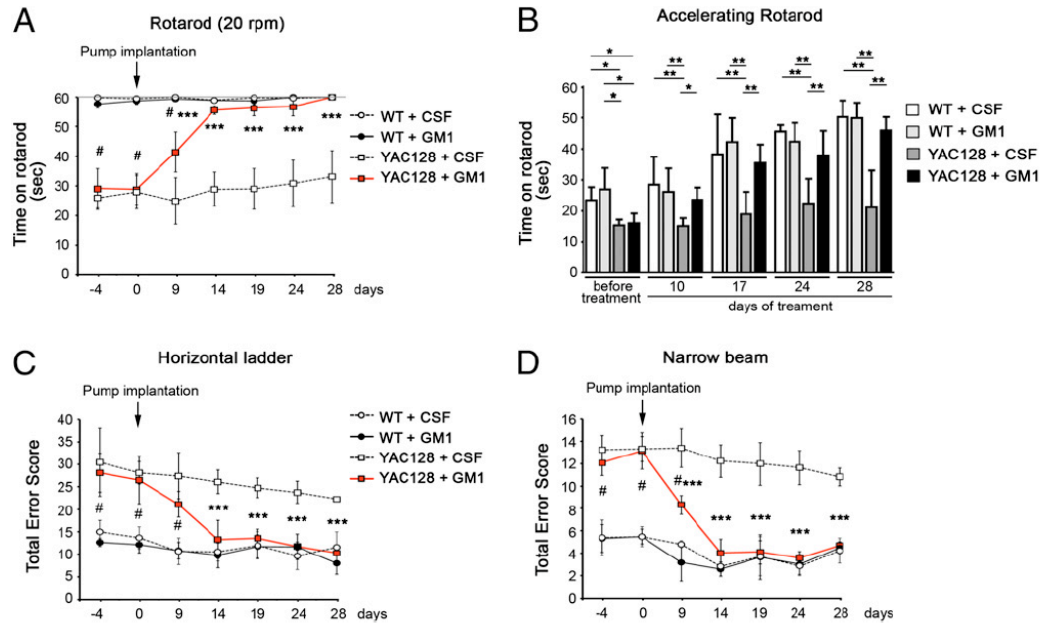 A
Rotarod (20 rpm)
Pump implantation
60
50
40
30
20
10
0
Time on rotarod
(sec)
# # # *** *** *** *** ***
-4 0 9 14 19 24 28 days
WT + CSF
WT + GM1
YAC128 + CSF
YAC128 + GM1
B
Accelerating Rotarod
* ** ** **
* ** ** **
* * ** ** **
*
60
50
40
30
20
10
0
Time on rotarod
(sec)
before
treatment
10 17 24 28
days of treament
WT + CSF
WT + GM1
YAC128 + CSF
YAC128 + GM1
C
Horizontal ladder
Pump implantation
40
35
30
25
20
15
10
5
0
Total Error Score
# # # *** *** *** ***
-4 0 9 14 19 24 28 days
WT + CSF
WT + GM1
YAC128 + CSF
YAC128 + GM1
D
Narrow beam
Pump implantation
16
14
12
10
8
6
4
2
0
Total Error Score
# # #*** *** *** *** ***
-4 0 9 14 19 24 28 days